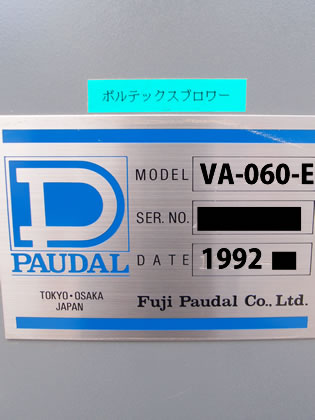 ボルテックスブロワー
MODEL VA-060-E
SER. NO.
DATE 1992
PAUDAL
TOKYO・OSAKA
JAPAN
Fuji Paudal Co., Ltd.